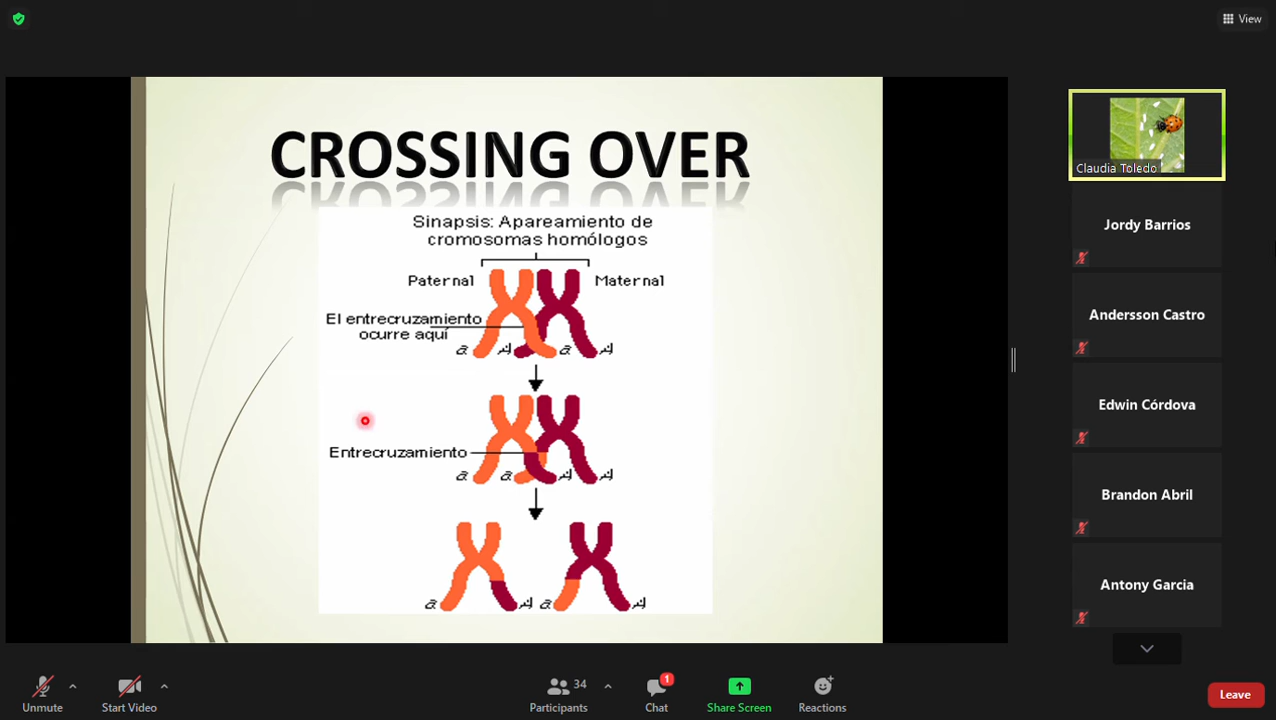 View
CROSSING OVER
Sinapsis: Apareamiento de
cromosomas homólogos
Paternal
Maternal
El entrecruzamiento
ocurre aquí
a A a A
Entrecruzamiento
a a A A
a A a A
Claudia Toledo
Jordy Barrios
Andersson Castro
Edwin Córdova
Brandon Abril
Antony Garcia
Unmute
Start Video
34
Participants
1
Chat
Share Screen
Reactions
Leave